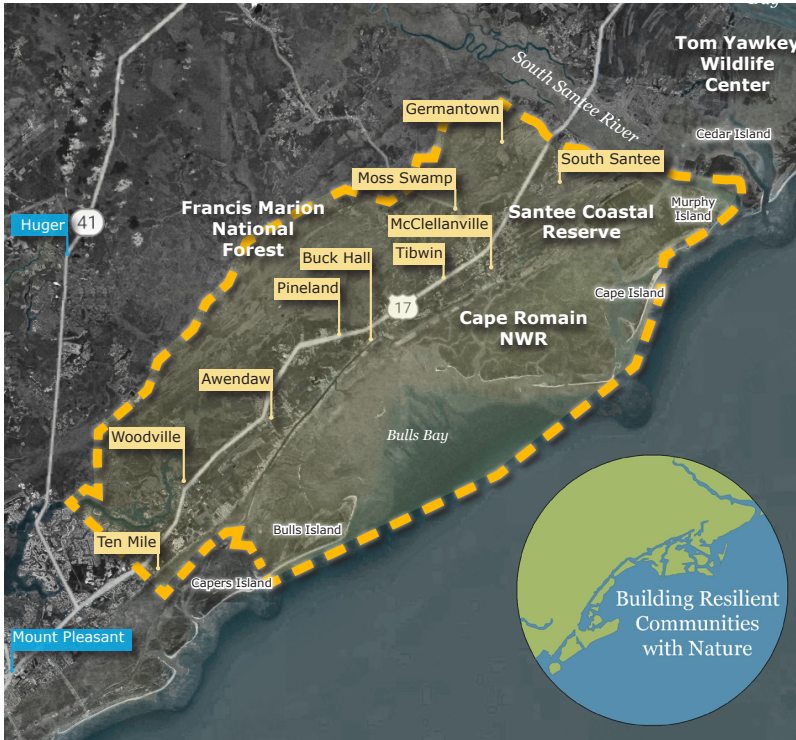 Bay
Tom Yawkey
Wildlife
Center
South Santee River
Germantown
Cedar Island
South Santee
Moss Swamp
Murphy
Island
Francis Marion
National
Forest
Santee Coastal
Reserve
Huger
41
McClellanville
Buck Hall
Tibwin
Pineland
Cape Island
17
Cape Romain
NWR
Awendaw
Bulls Bay
Woodville
Bulls Island
Ten Mile
Capers Island
Building Resilient
Communities
with Nature
Mount Pleasant